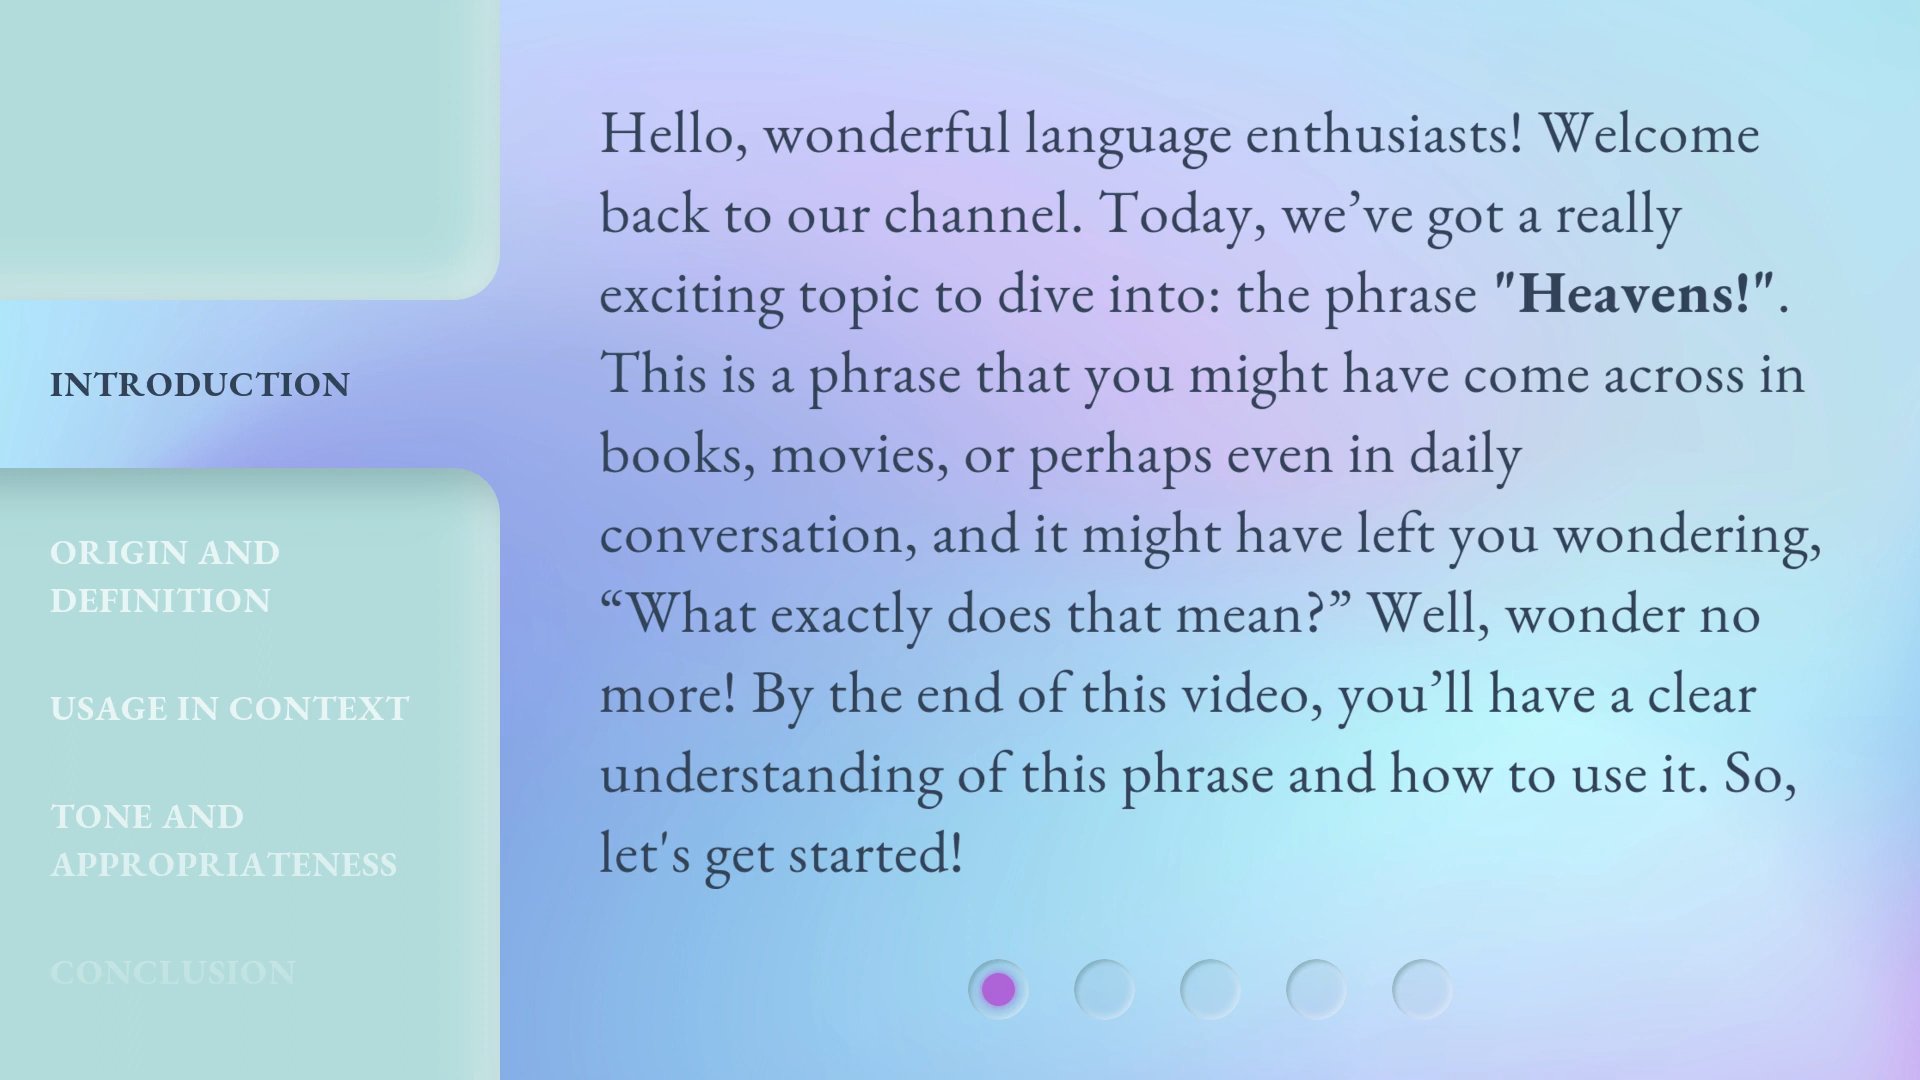 INTRODUCTION
ORIGIN AND
DEFINITION
USAGE IN CONTEXT
TONE AND
APPROPRIATENESS
CONCLUSION
Hello, wonderful language enthusiasts! Welcome
back to our channel. Today, we’ve got a really
exciting topic to dive into: the phrase "Heavens!".
This is a phrase that you might have come across in
books, movies, or perhaps even in daily
conversation, and it might have left you wondering,
“What exactly does that mean?” Well, wonder no
more! By the end of this video, you’ll have a clear
understanding of this phrase and how to use it. So,
let's get started!